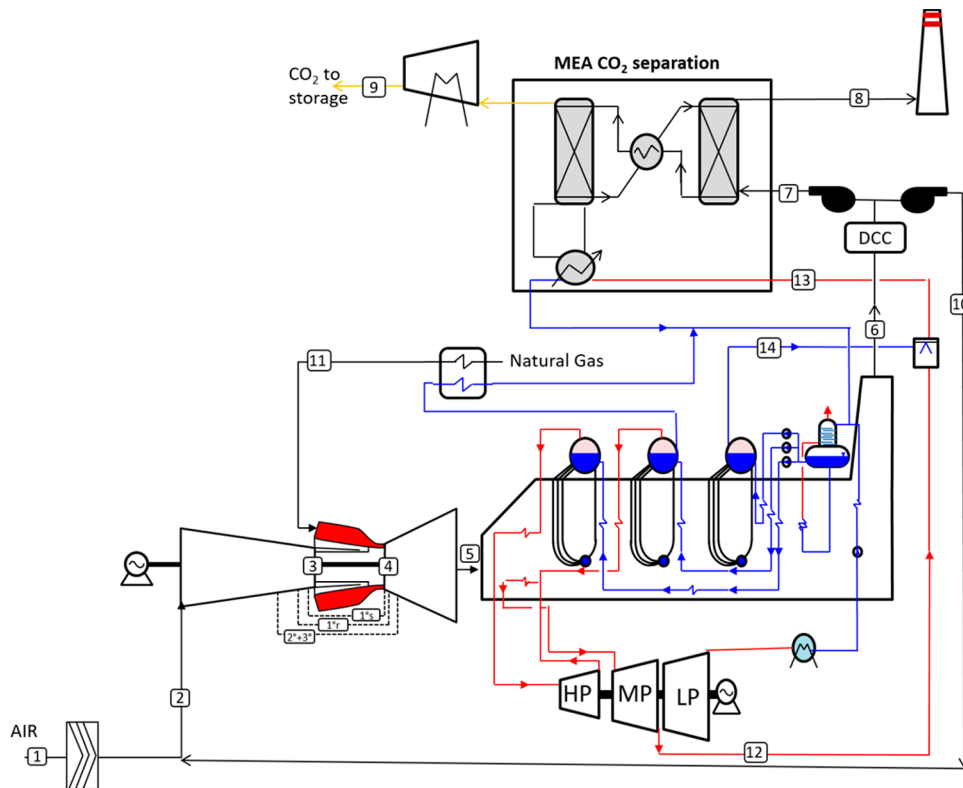 MEA CO₂ separation
CO₂ to
storage
9
8
7
DCC
13
10
6
14
11
Natural Gas
3
4
5
1°s
1°r
2°+3°
HP
MP
LP
2
AIR
1
12